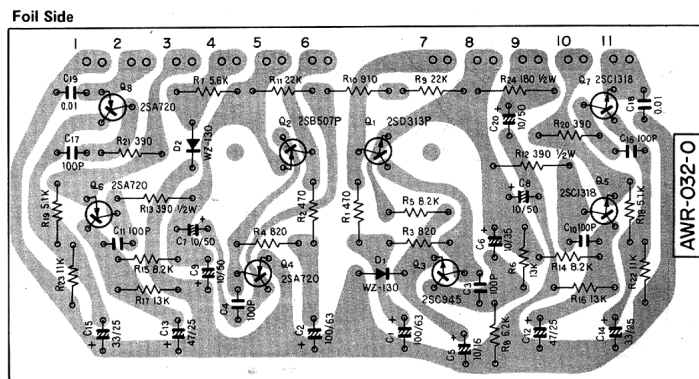 Foil Side
1 2 3 4 5 6 7 8 9 10 11
C19 0.01
Q8 2SA720
R7 5.6K
R11 22K
R10 910
R9 22K
R24 180 ½W
Q7 2SC1318
0.01
C20 10/50
R20 390
C17 100P
R21 390
D2 WZ-130
Q2 2SB507P
Q1 2SD313P
C16 100P
R12 390 ½W
Q6 2SA720
R19 5.1K
R13 390 ½W
R2 470
R1 470
R5 8.2K
C8 10/50
Q5 2SC1318
R18 5.1K
C11 100P
C7 10/50
R4 820
R3 820
C6 10/25
C10 100P
R23 11K
R15 8.2K
C9 10/50
Q4 2SA720
D1 WZ-130
Q3 2SC945
R6 13K
R14 8.2K
R22 11K
R17 13K
C4 100P
C3 100P
R16 13K
C15 33/25
C13 47/25
C2 100/63
C1 100/63
C5 10/16
R8 6.2K
C12 47/25
C14 33/25
AWR-032-0